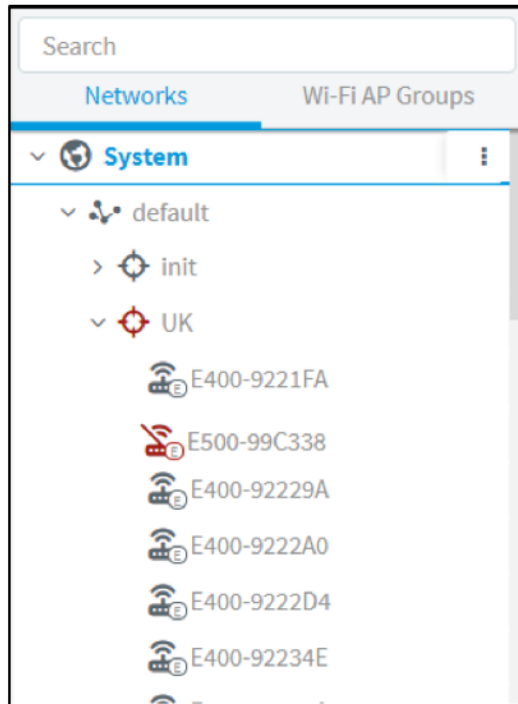 Search
Networks Wi-Fi AP Groups
System
default
init
UK
E E400-9221FA
E E500-99C338
E E400-92229A
E E400-9222A0
E E400-9222D4
E E400-92234E